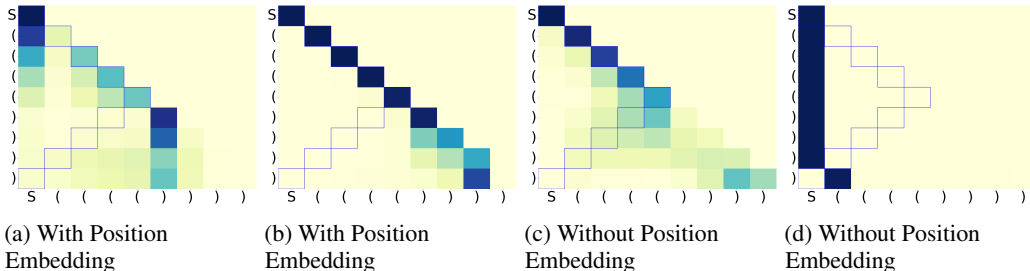 S
(
(
(
(
)
)
)
)
S ( ( ( ( ) ) ) )
S
(
(
(
(
)
)
)
)
S ( ( ( ( ) ) ) )
S
(
(
(
(
)
)
)
)
S ( ( ( ( ) ) ) )
S
(
(
(
(
)
)
)
)
S ( ( ( ( ) ) ) )
(a) With Position
Embedding
(b) With Position
Embedding
(c) Without Position
Embedding
(d) Without Position
Embedding